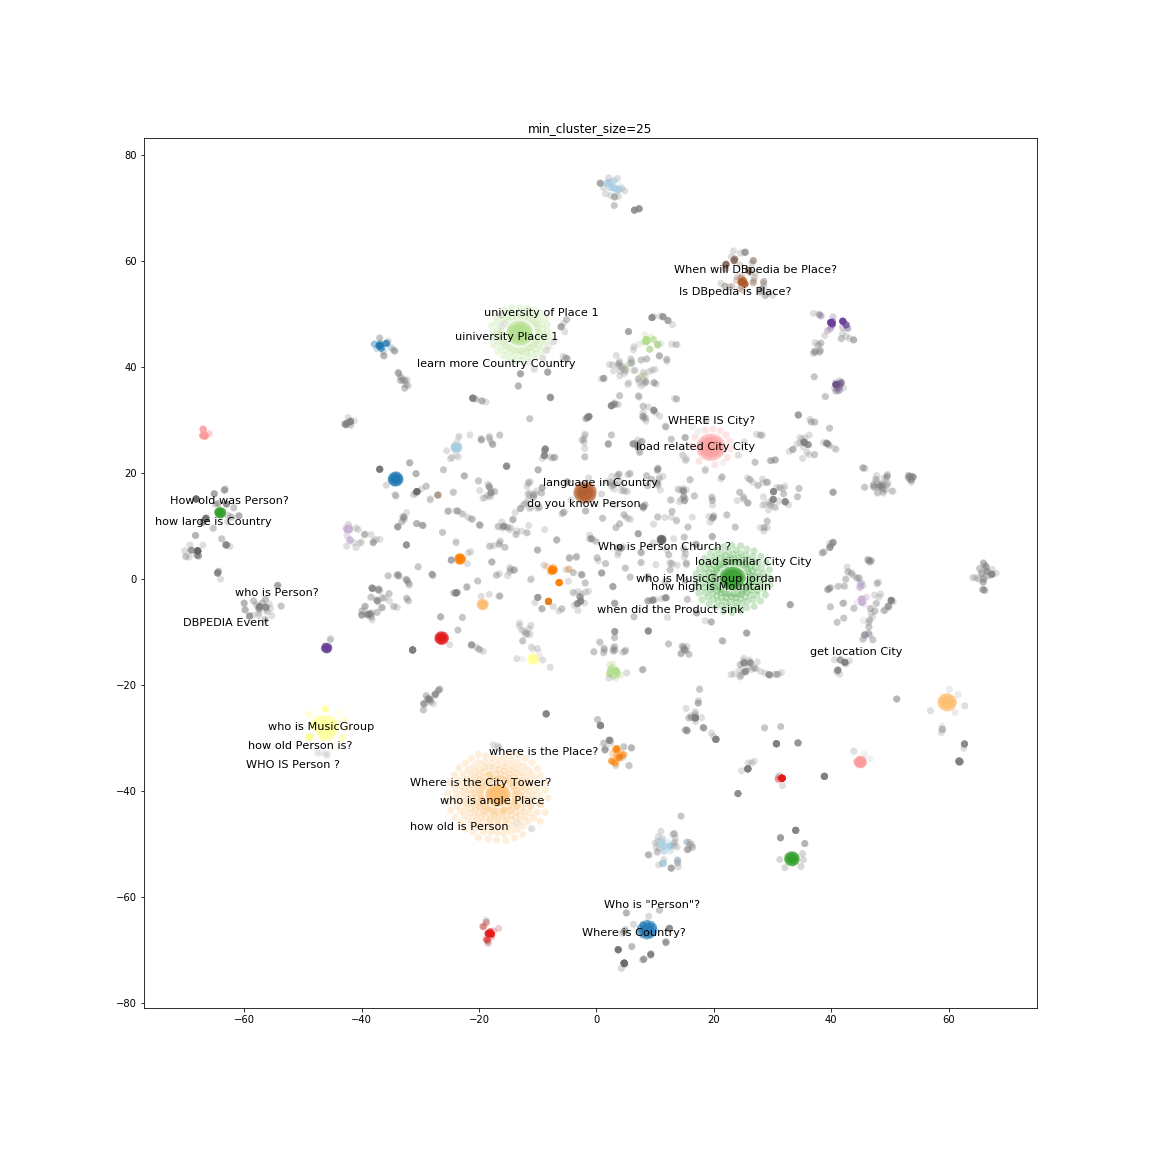 min_cluster_size=25
80
60
40
20
0
−20
−40
−60
−80
When will DBpedia be Place?
Is DBpedia is Place?
university of Place 1
uiniversity Place 1
learn more Country Country
WHERE IS City?
load related City City
language in Country
do you know Person
How old was Person?
how large is Country
Who is Person Church ?
load similar City City
who is MusicGroup jordan
how high is Mountain
who is Person?
when did the Product sink
DBPEDIA Event
get location City
who is MusicGroup
how old Person is?
where is the Place?
WHO IS Person ?
Where is the City Tower?
who is angle Place
how old is Person
Who is "Person"?
Where is Country?
−60
−40
−20
0
20
40
60